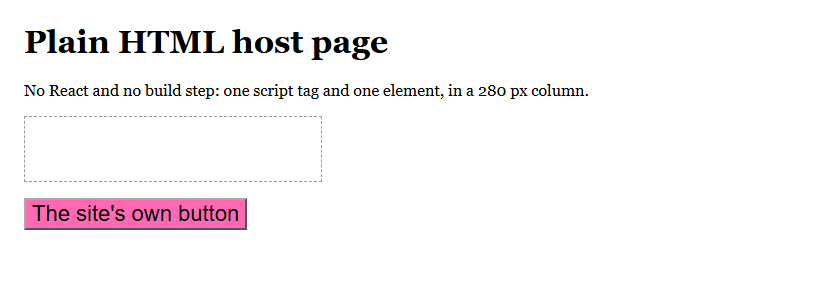 Plain HTML host page
No React and no build step: one script tag and one element, in a 280 px column.
The site's own button